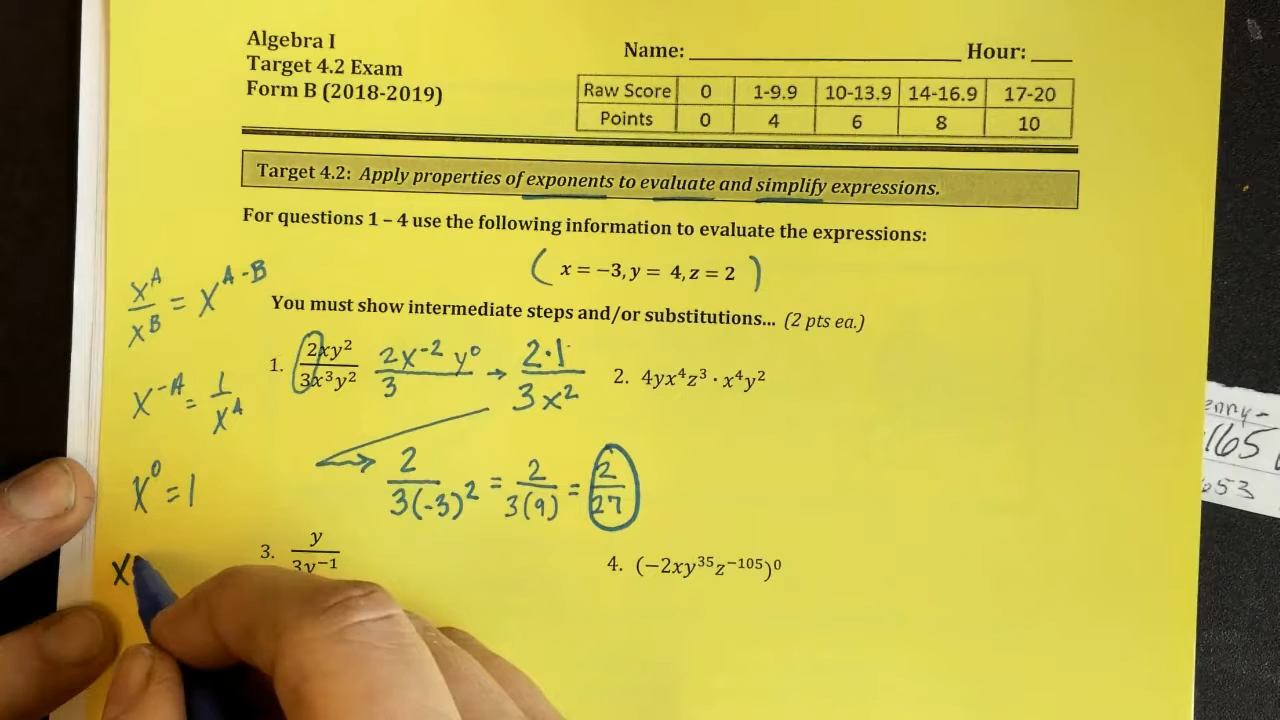 Algebra I
Target 4.2 Exam
Form B (2018-2019)
Name: Hour:
Raw Score 0 1-9.9 10-13.9 14-16.9 17-20
Points 0 4 6 8 10
Target 4.2: Apply properties of exponents to evaluate and simplify expressions.
For questions 1 – 4 use the following information to evaluate the expressions:
( x = −3, y = 4, z = 2 )
x^A / x^B = x^(A-B)
You must show intermediate steps and/or substitutions... (2 pts ea.)
1. 2xy² / 3x³y² 2x⁻² y⁰ / 3 → 2·1 / 3x²
2. 4yx⁴z³ · x⁴y²
x^-A = 1 / x^A
2 / 3(-3)² = 2 / 3(9) = 2 / 27
x⁰ = 1
3. y / 3y⁻¹
4. (−2xy³⁵z⁻¹⁰⁵)⁰
x
165
653